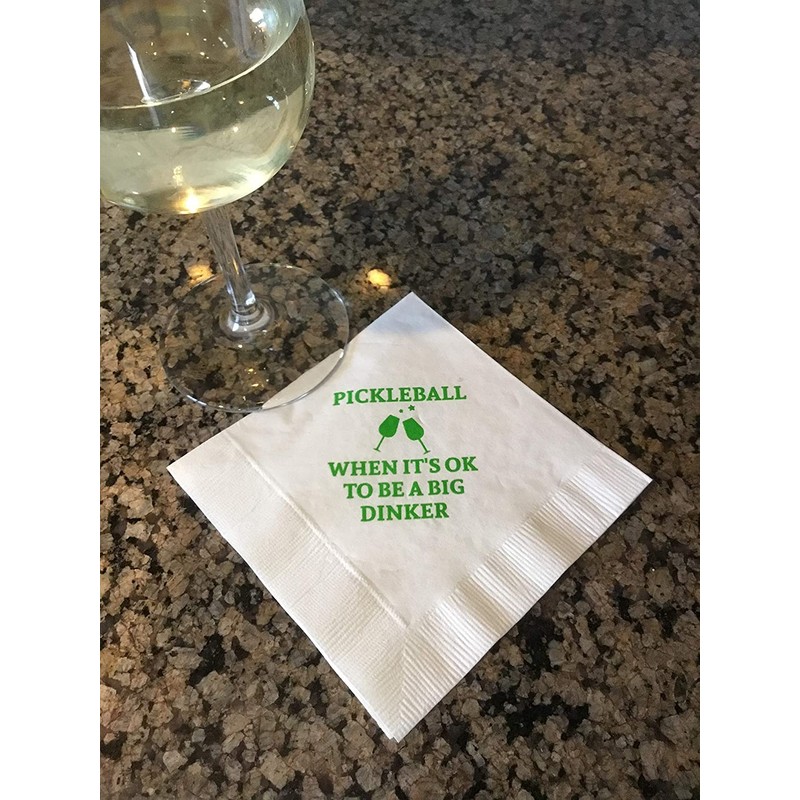 PICKLEBALL
WHEN IT'S OK
TO BE A BIG
DINKER